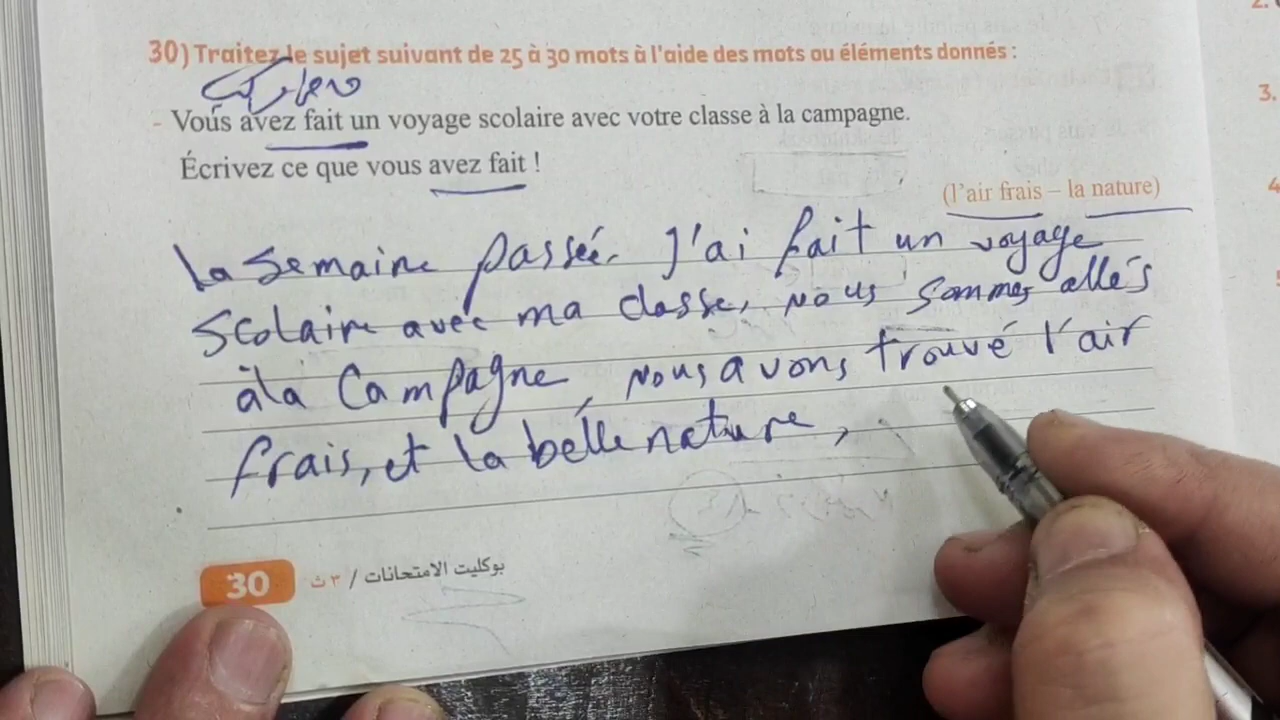 30) Traitez le sujet suivant de 25 à 30 mots à l'aide des mots ou éléments donnés :
- Vous avez fait un voyage scolaire avec votre classe à la campagne.
Écrivez ce que vous avez fait !
(l'air frais – la nature)
La semaine passée. J'ai fait un voyage
scolaire avec ma classe, nous sommes allés
à la campagne, nous avons trouvé l'air
frais, et la belle nature,
30 بوكليت الامتحانات / ٣ ث
3.
4